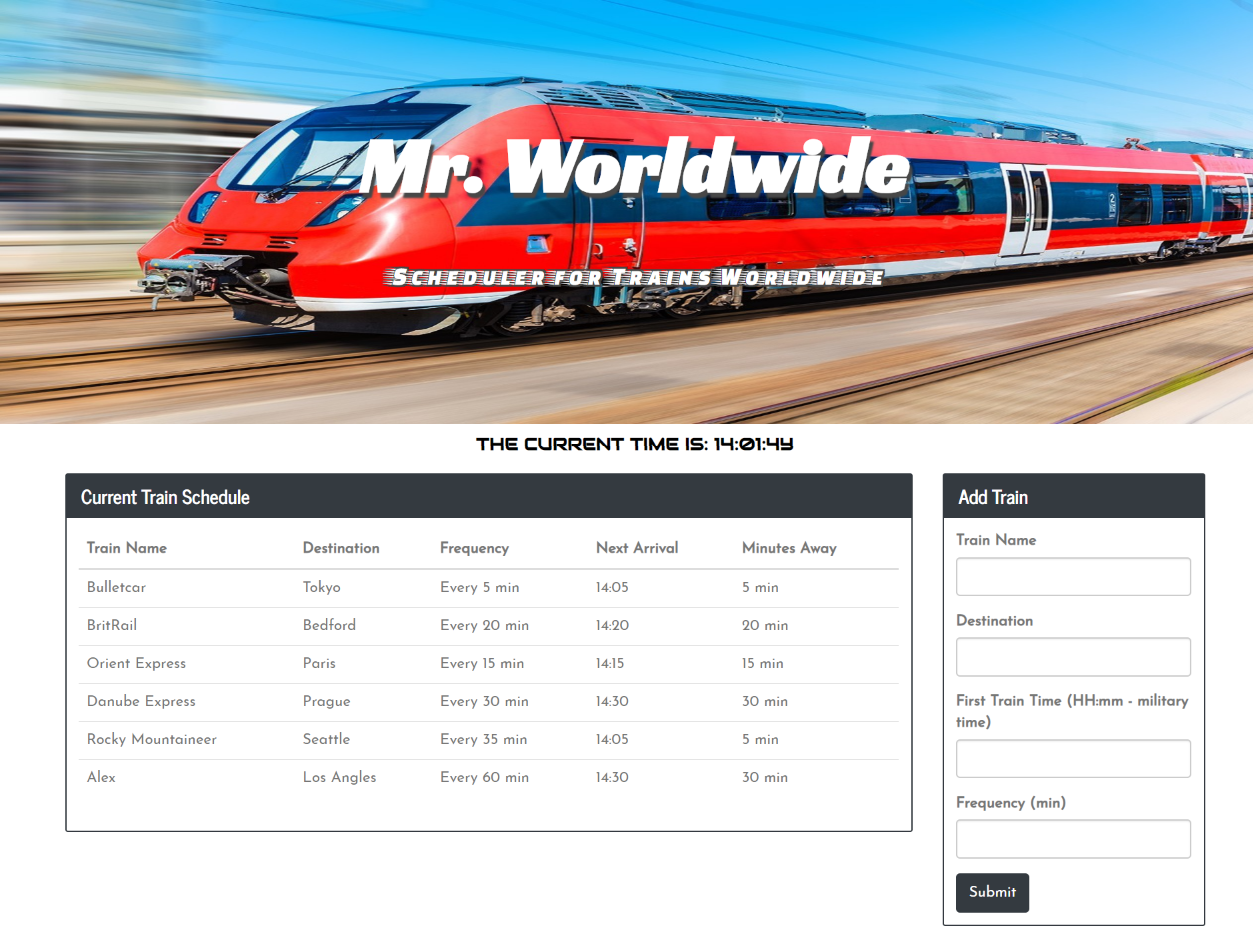 Mr. Worldwide
Scheduler for Trains Worldwide
THE CURRENT TIME IS: 14:01:44
Current Train Schedule
Train Name Destination Frequency Next Arrival Minutes Away
Bulletcar Tokyo Every 5 min 14:05 5 min
BritRail Bedford Every 20 min 14:20 20 min
Orient Express Paris Every 15 min 14:15 15 min
Danube Express Prague Every 30 min 14:30 30 min
Rocky Mountaineer Seattle Every 35 min 14:05 5 min
Alex Los Angles Every 60 min 14:30 30 min
Add Train
Train Name
Destination
First Train Time (HH:mm - military
time)
Frequency (min)
Submit